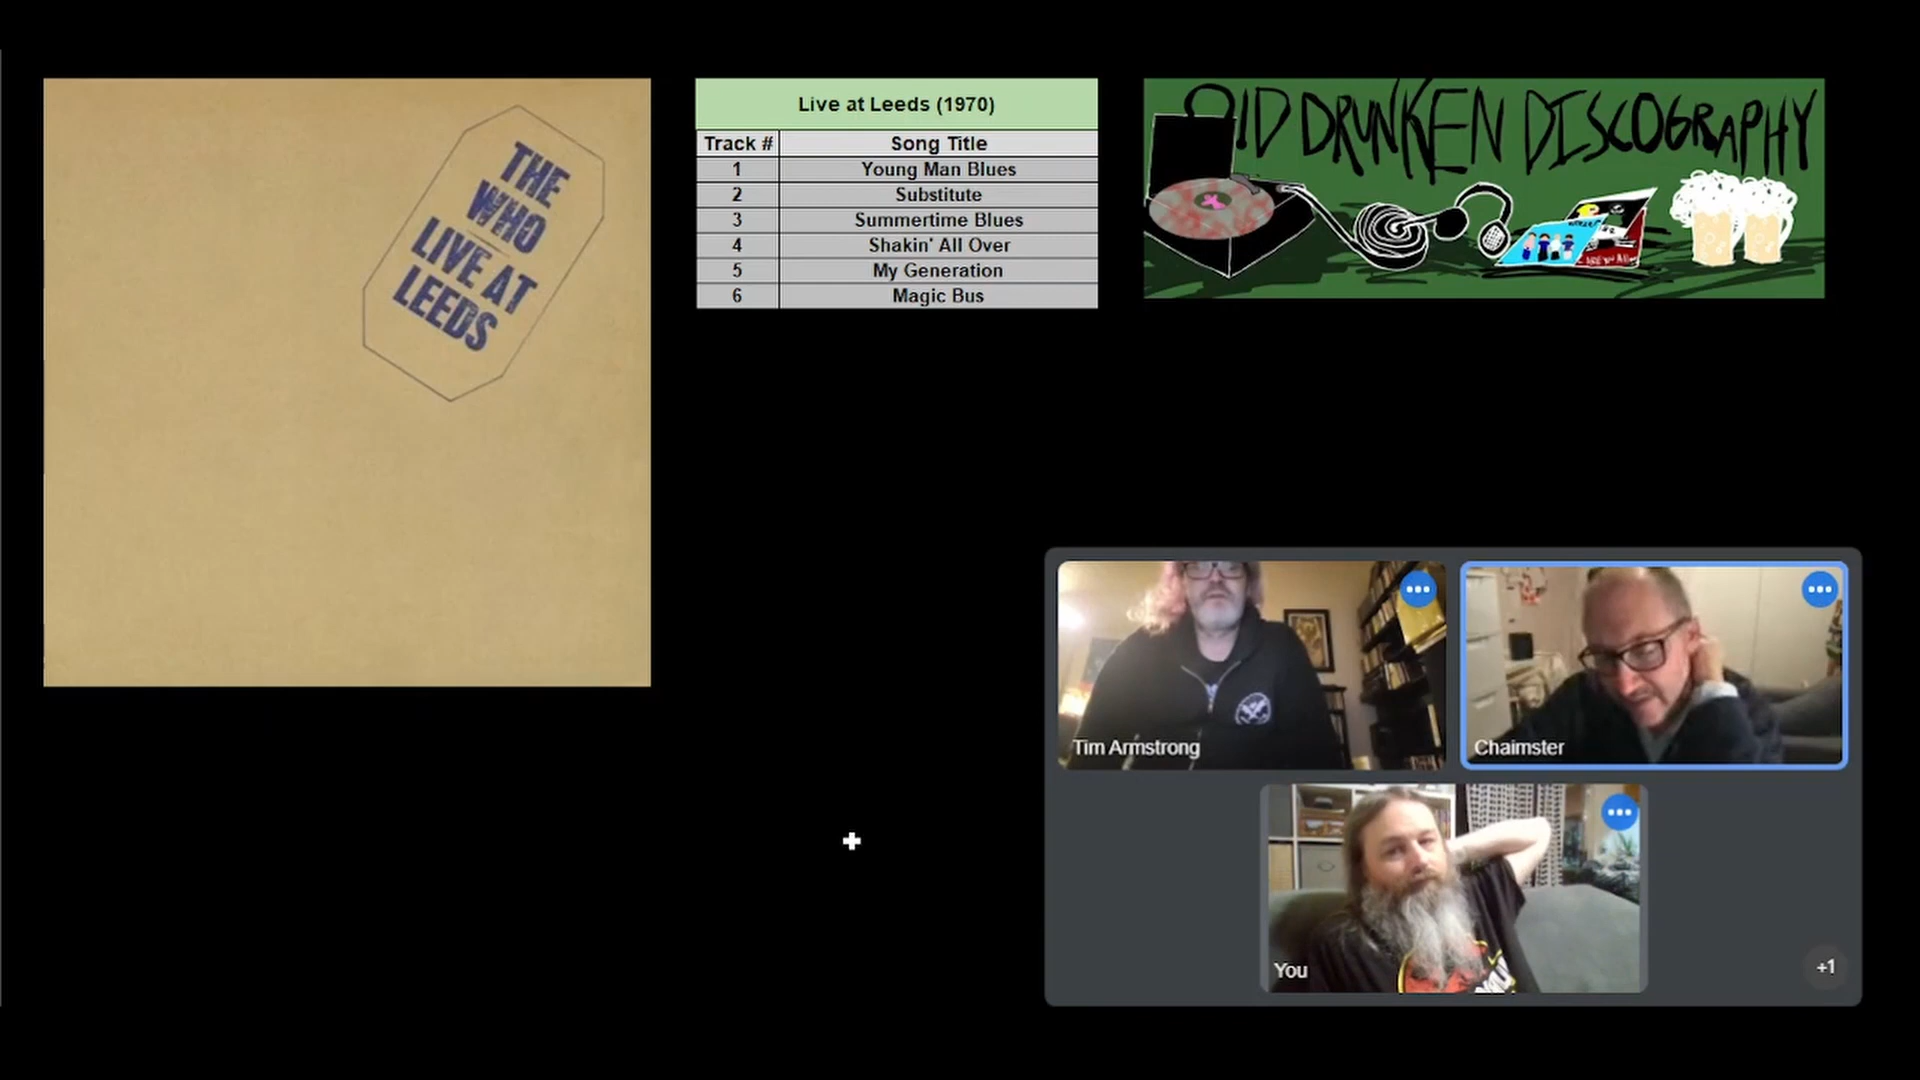 THE
WHO
LIVE AT
LEEDS
Live at Leeds (1970)
Track # Song Title
1 Young Man Blues
2 Substitute
3 Summertime Blues
4 Shakin' All Over
5 My Generation
6 Magic Bus
OID DRUNKEN DISCOGRAPHY
Tim Armstrong
Chaimster
You
+1